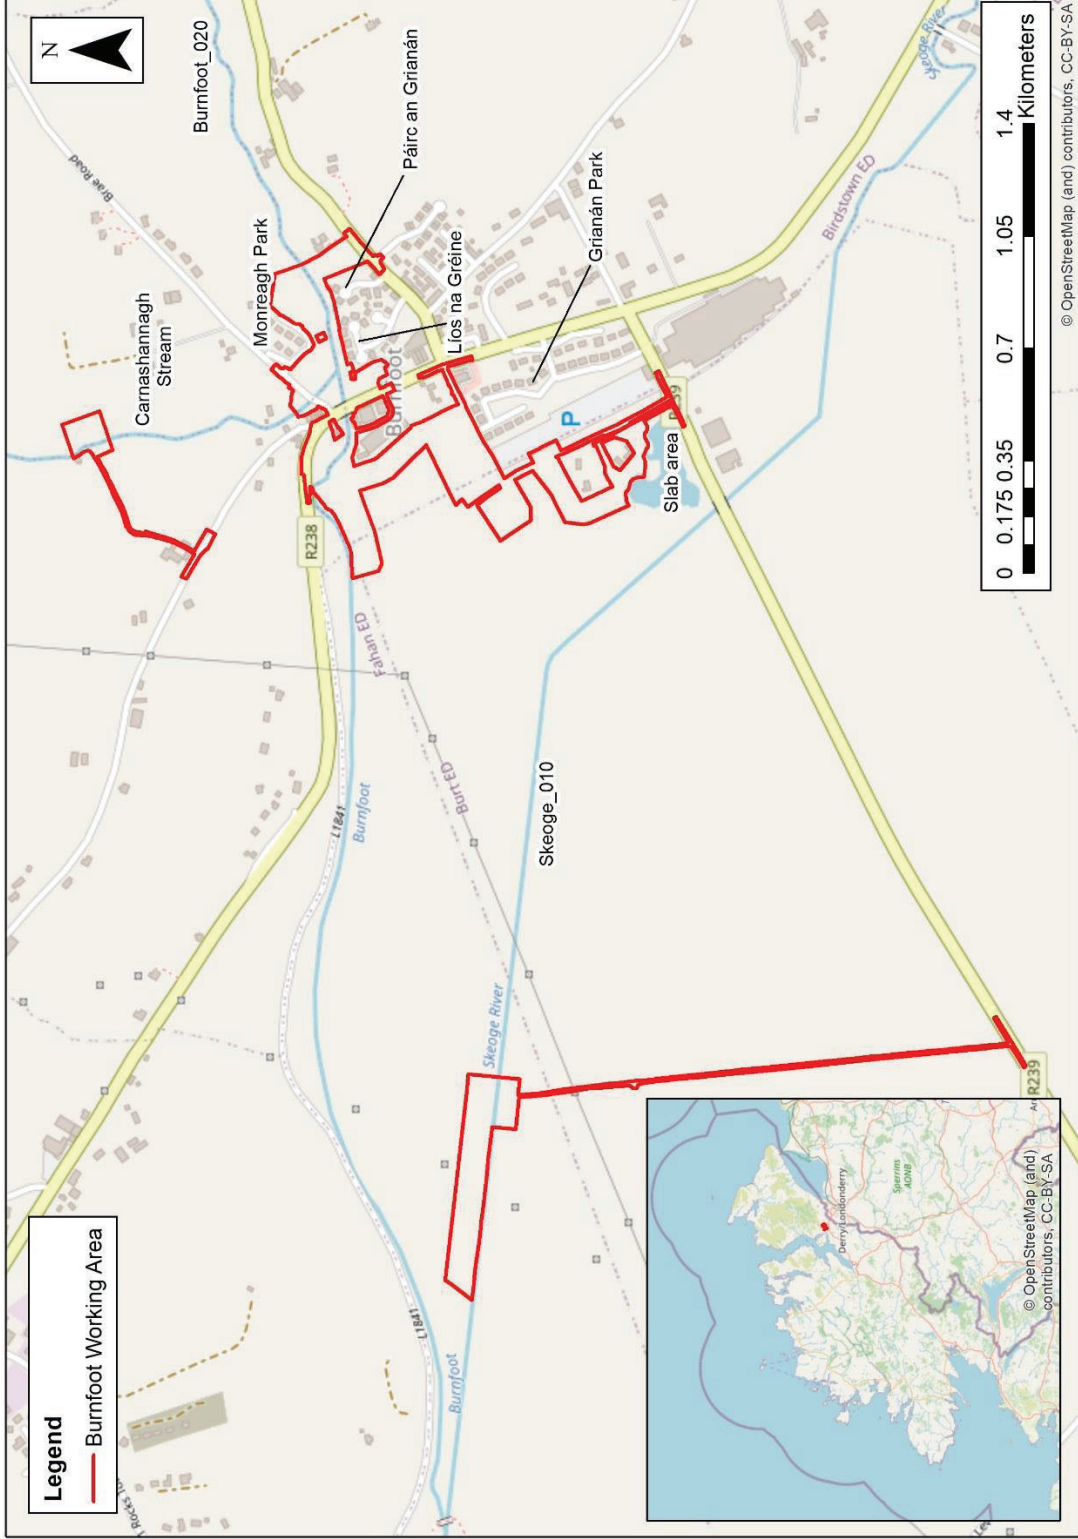 Legend
Burnfoot Working Area
N
Burnfoot_020
Brae Road
Carnashannagh
Stream
Monreagh Park
Páirc an Grianán
Líos na Gréine
Grianán Park
Burnfoot
P
R238
R239
Slab area
Fahan ED
Burt ED
Birdstown ED
Skeoge River
L1841
Burnfoot
Skeoge_010
Skeoge River
L1841
Burnfoot
R239
0 0.175 0.35 0.7 1.05 1.4
Kilometers
© OpenStreetMap (and) contributors, CC-BY-SA
Derry/Londonderry
Sperrins
AONB
© OpenStreetMap (and)
contributors, CC-BY-SA